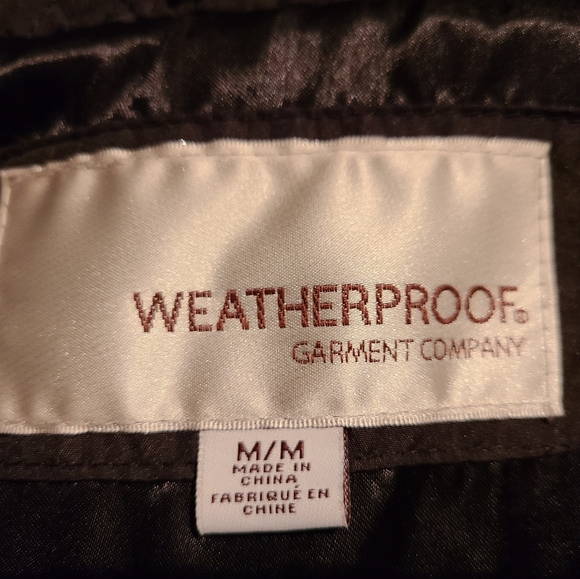 WEATHERPROOF®
GARMENT COMPANY
M/M
MADE IN
CHINA
FABRIQUÉ EN
CHINE